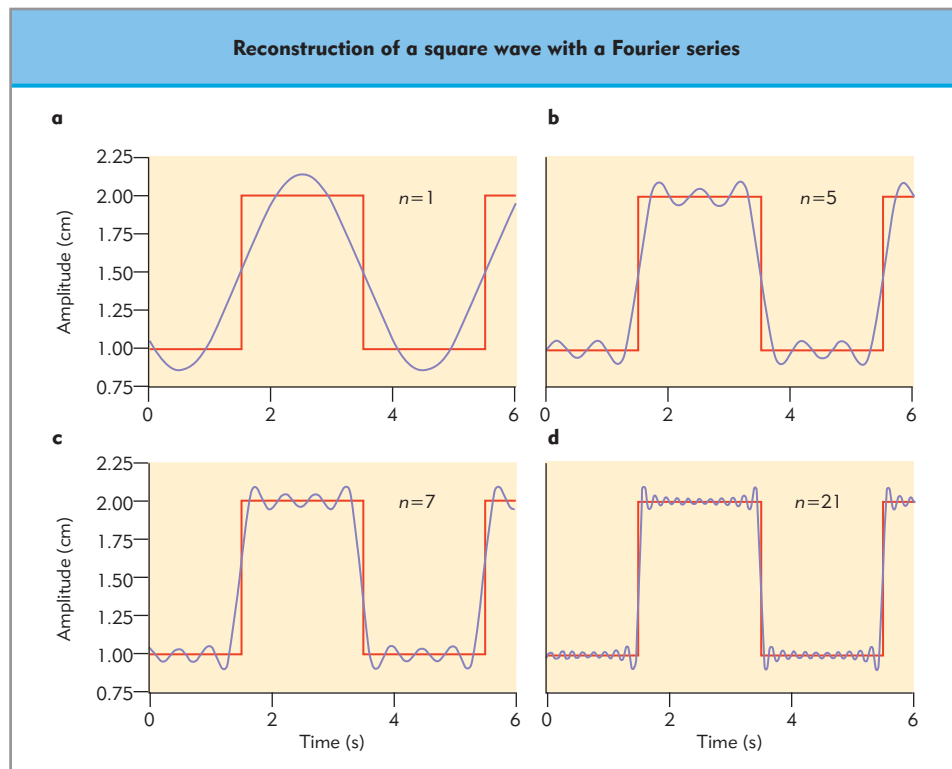 Reconstruction of a square wave with a Fourier series
a
2.25
2.00
1.75
1.50
1.25
1.00
0.75
Amplitude (cm)
n=1
0 2 4 6
b
n=5
0 2 4 6
c
2.25
2.00
1.75
1.50
1.25
1.00
0.75
Amplitude (cm)
n=7
0 2 4 6
Time (s)
d
n=21
0 2 4 6
Time (s)